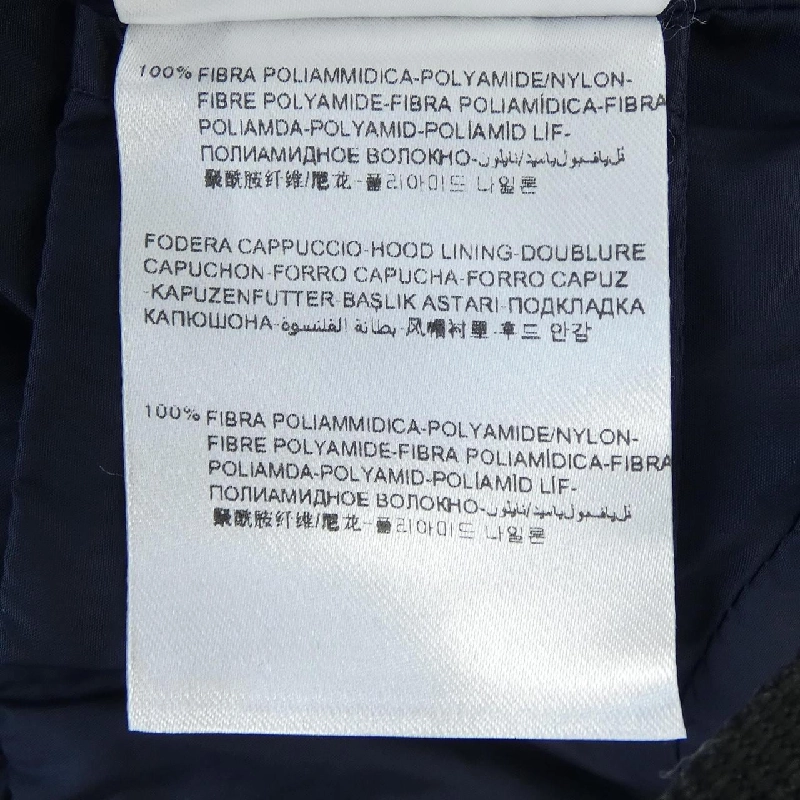 100% FIBRA POLIAMMIDICA-POLYAMIDE/NYLON-
FIBRE POLYAMIDE-FIBRA POLIAMÍDICA-FIBRA
POLIAMDA-POLYAMID-POLİAMİD LİF-
ПОЛИАМИДНОЕ ВОЛОКНО-
聚酰胺纤维/尼龙-폴리아미드 나일론
FODERA CAPPUCCIO-HOOD LINING-DOUBLURE
CAPUCHON-FORRO CAPUCHA-FORRO CAPUZ
-KAPUZENFUTTER-BAŞLIK ASTARI-ПОДКЛАДКА
КАПЮШОНА-بطانة القلنسوة-风帽衬里-후드 안감
100% FIBRA POLIAMMIDICA-POLYAMIDE/NYLON-
FIBRE POLYAMIDE-FIBRA POLIAMÍDICA-FIBRA
POLIAMDA-POLYAMID-POLİAMİD LİF-
ПОЛИАМИДНОЕ ВОЛОКНО-
聚酰胺纤维/尼龙-폴리아미드 나일론